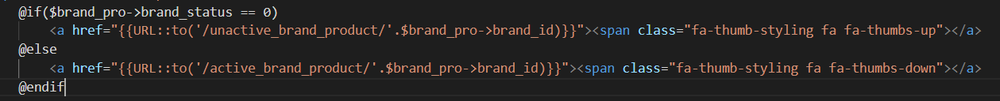 @if($brand_pro->brand_status == 0)
<a href="{{URL::to('/unactive_brand_product/'.$brand_pro->brand_id)}}"><span class="fa-thumb-styling fa fa-thumbs-up"></a>
@else
<a href="{{URL::to('/active_brand_product/'.$brand_pro->brand_id)}}"><span class="fa-thumb-styling fa fa-thumbs-down"></a>
@endif